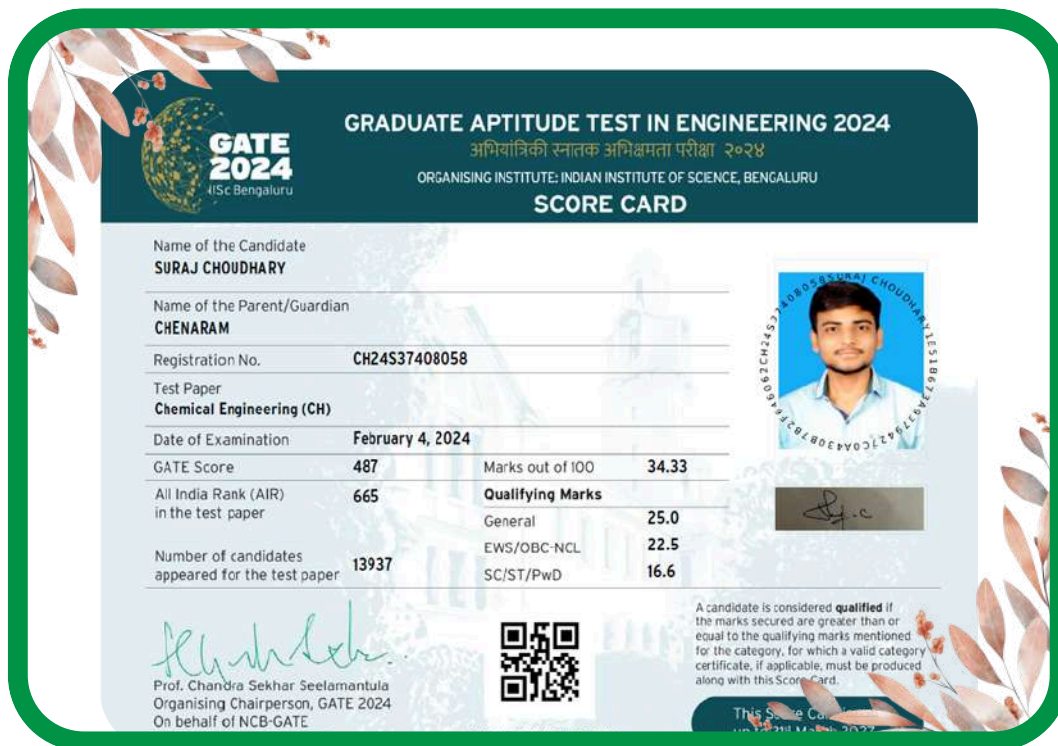 GATE
2024
IISc Bengaluru
GRADUATE APTITUDE TEST IN ENGINEERING 2024
अभियांत्रिकी स्नातक अभिक्षमता परीक्षा २०२४
ORGANISING INSTITUTE: INDIAN INSTITUTE OF SCIENCE, BENGALURU
SCORE CARD
Name of the Candidate
SURAJ CHOUDHARY
Name of the Parent/Guardian
CHENARAM
Registration No. CH24S37408058
Test Paper
Chemical Engineering (CH)
Date of Examination February 4, 2024
GATE Score 487 Marks out of 100 34.33
All India Rank (AIR) 665 Qualifying Marks
in the test paper
General 25.0
EWS/OBC-NCL 22.5
Number of candidates 13937
appeared for the test paper SC/ST/PwD 16.6
A candidate is considered qualified if
the marks secured are greater than or
equal to the qualifying marks mentioned
for the category, for which a valid category
certificate, if applicable, must be produced
along with this Score Card.
Prof. Chandra Sekhar Seelamantula
Organising Chairperson, GATE 2024
On behalf of NCB-GATE
This